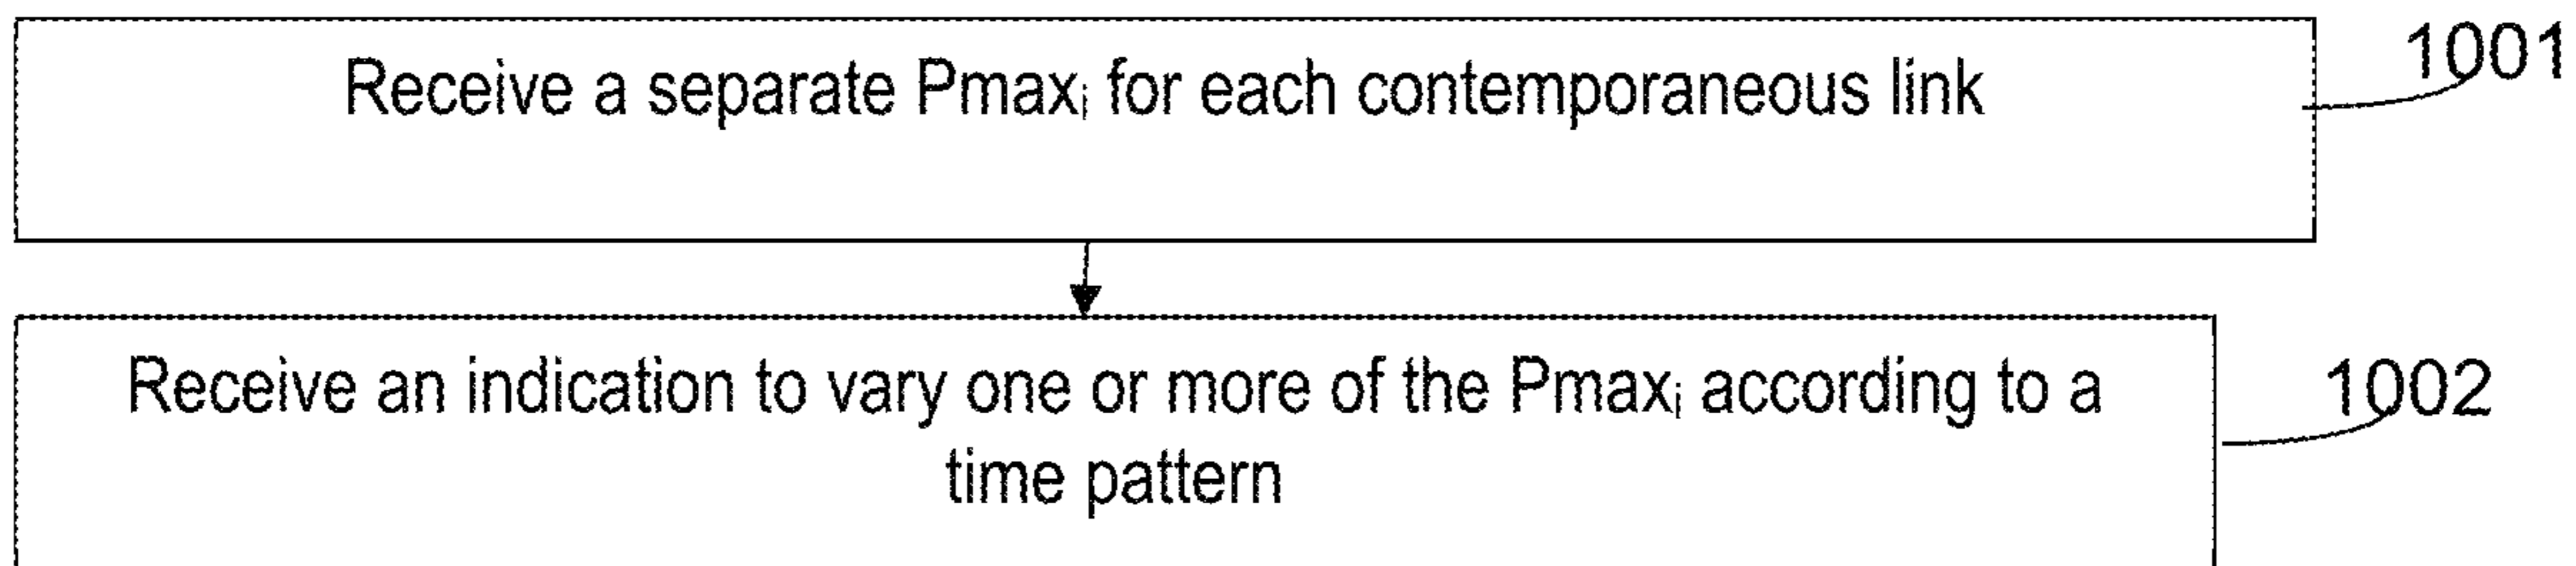 Receive a separate Pmaxᵢ for each contemporaneous link
1001
Receive an indication to vary one or more of the Pmaxᵢ according to a
time pattern
1002